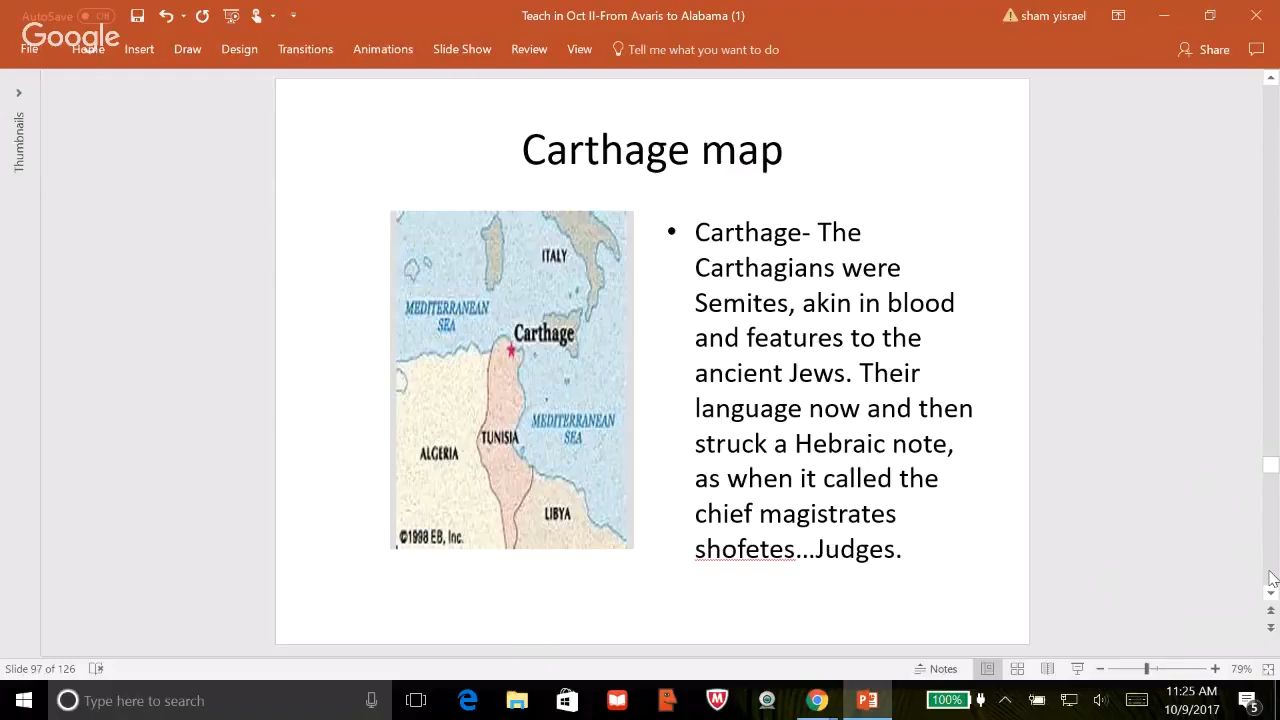 AutoSave Off
Teach in Oct II-From Avaris to Alabama (1)
sham yisrael
Google
File Home Insert Draw Design Transitions Animations Slide Show Review View Tell me what you want to do
Share
Thumbnails
Carthage map
ITALY
MEDITERRANEAN
SEA
Carthage
MEDITERRANEAN
SEA
TUNISIA
ALGERIA
LIBYA
©1998 EB, Inc.
• Carthage- The
Carthagians were
Semites, akin in blood
and features to the
ancient Jews. Their
language now and then
struck a Hebraic note,
as when it called the
chief magistrates
shofetes...Judges.
Slide 97 of 126
Notes
79%
Type here to search
100%
11:25 AM
10/9/2017
5